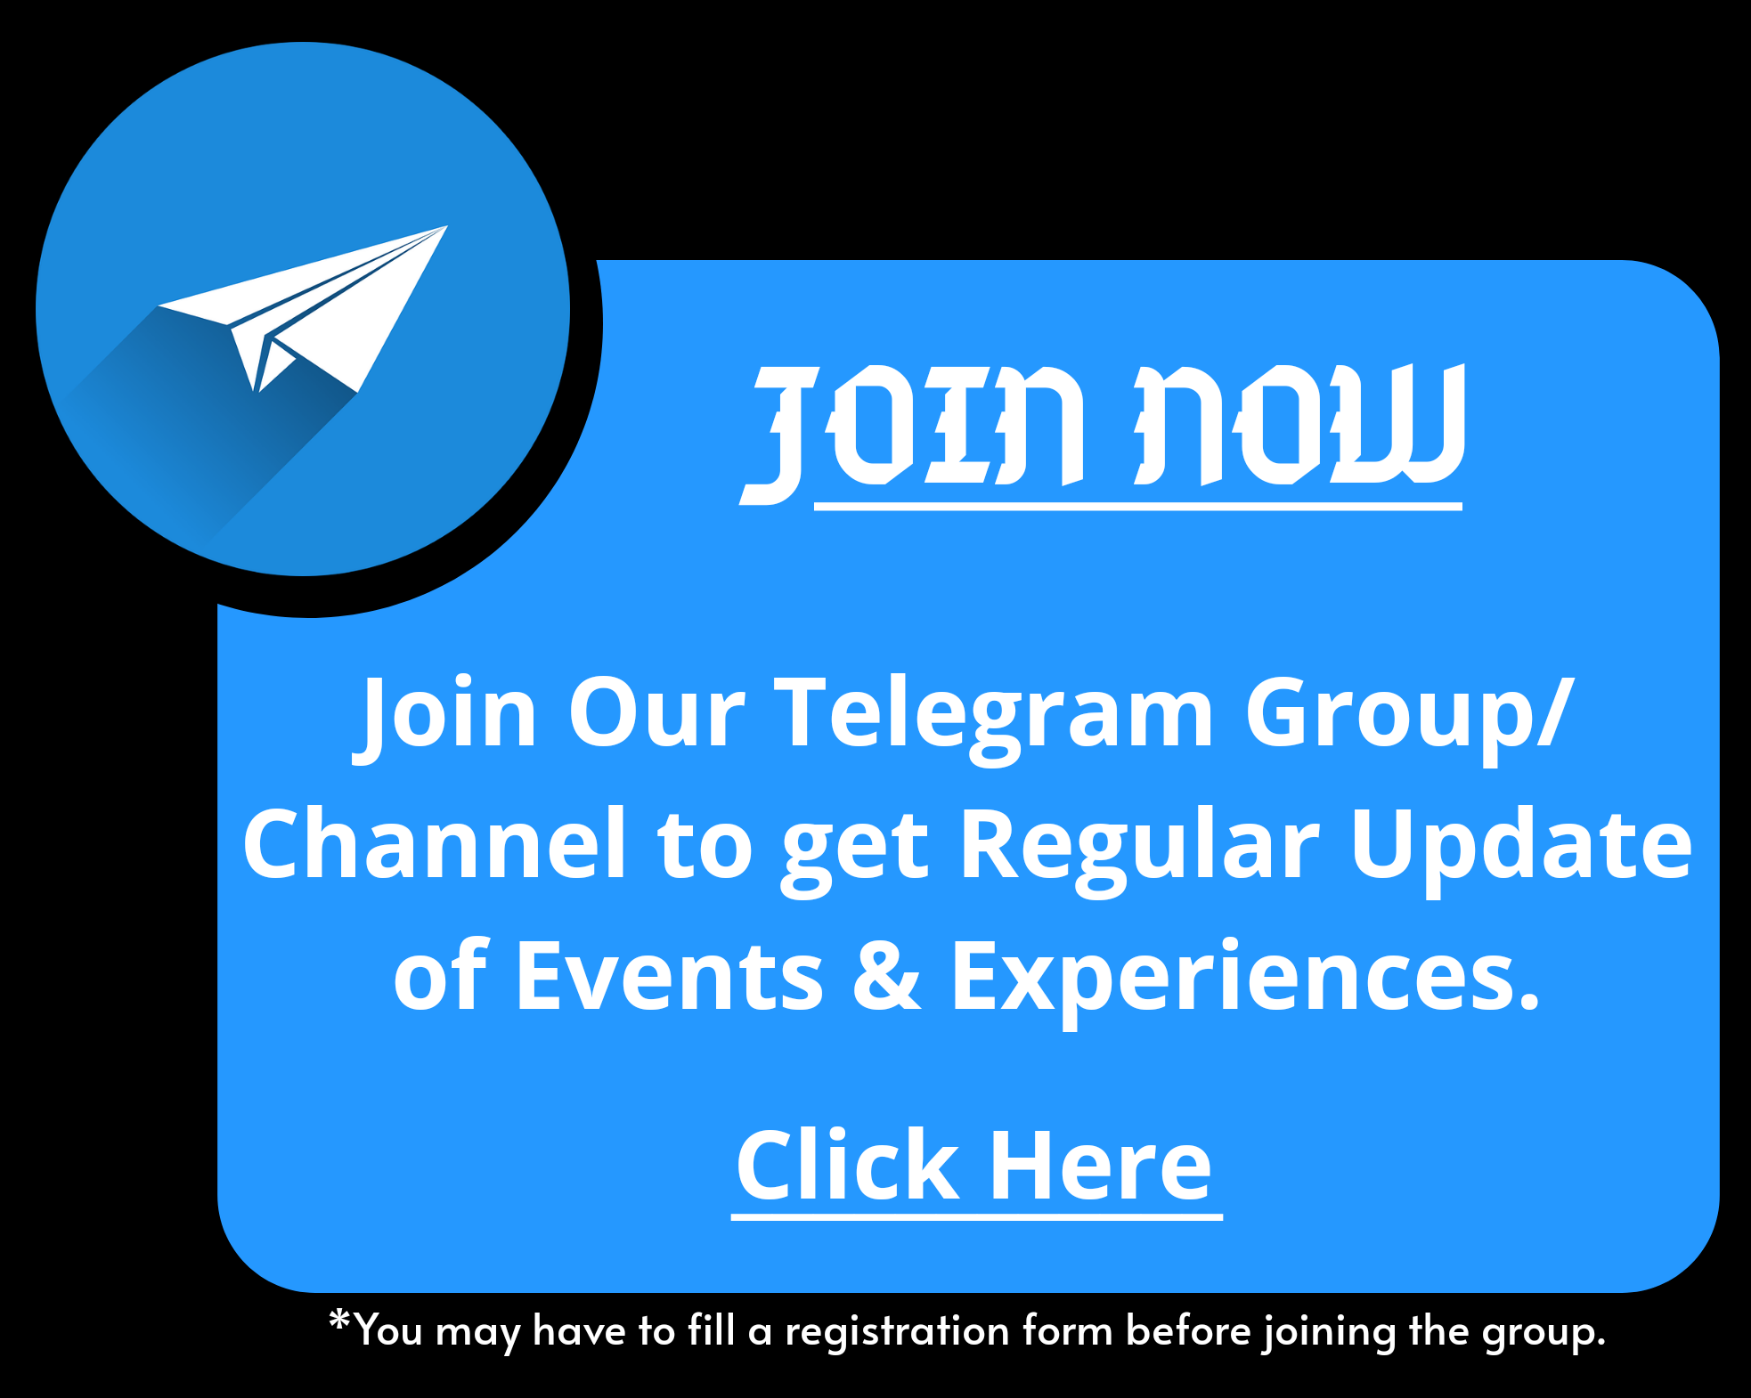 JOIN NOW
Join Our Telegram Group/
Channel to get Regular Update
of Events & Experiences.
Click Here
*You may have to fill a registration form before joining the group.